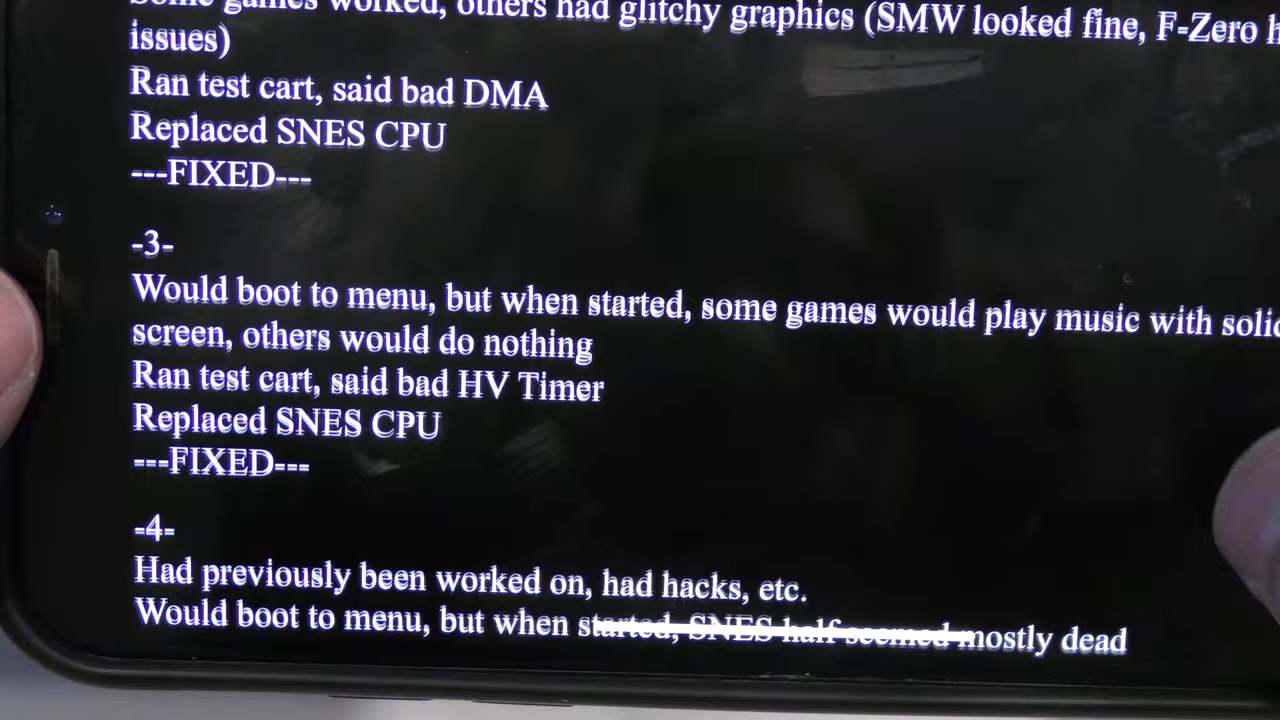 Some games worked, others had glitchy graphics (SMW looked fine, F-Zero
issues)
Ran test cart, said bad DMA
Replaced SNES CPU
---FIXED---
-3-
Would boot to menu, but when started, some games would play music with
screen, others would do nothing
Ran test cart, said bad HV Timer
Replaced SNES CPU
---FIXED---
-4-
Had previously been worked on, had hacks, etc.
Would boot to menu, but when started, SNES half seemed mostly dead